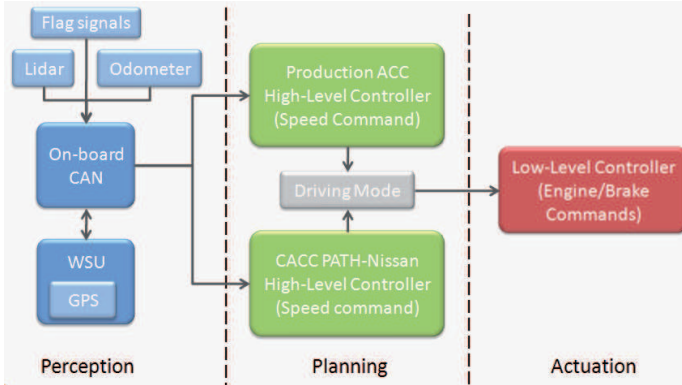 Flag signals
Lidar
Odometer
On-board
CAN
WSU
GPS
Production ACC
High-Level Controller
(Speed Command)
Driving Mode
CACC PATH-Nissan
High-Level Controller
(Speed command)
Low-Level Controller
(Engine/Brake
Commands)
Perception
Planning
Actuation